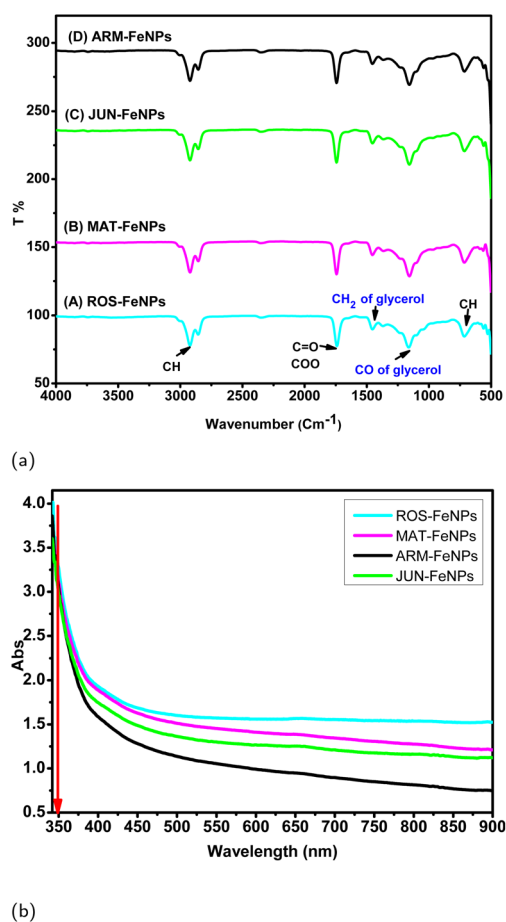 300
250
200
150
100
50
T %
(D) ARM-FeNPs
(C) JUN-FeNPs
(B) MAT-FeNPs
(A) ROS-FeNPs
CH
C=O
COO
CH2 of glycerol
CO of glycerol
CH
4000 3500 3000 2500 2000 1500 1000 500
Wavenumber (Cm-1)
(a)
4.0
3.5
3.0
2.5
2.0
1.5
1.0
0.5
Abs
ROS-FeNPs
MAT-FeNPs
ARM-FeNPs
JUN-FeNPs
350 400 450 500 550 600 650 700 750 800 850 900
Wavelength (nm)
(b)